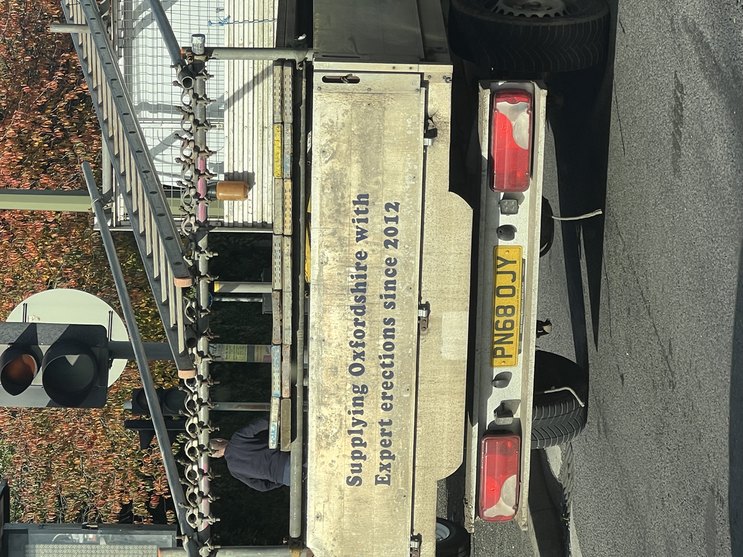 Supplying Oxfordshire with
Expert erections since 2012
PN68 OJY